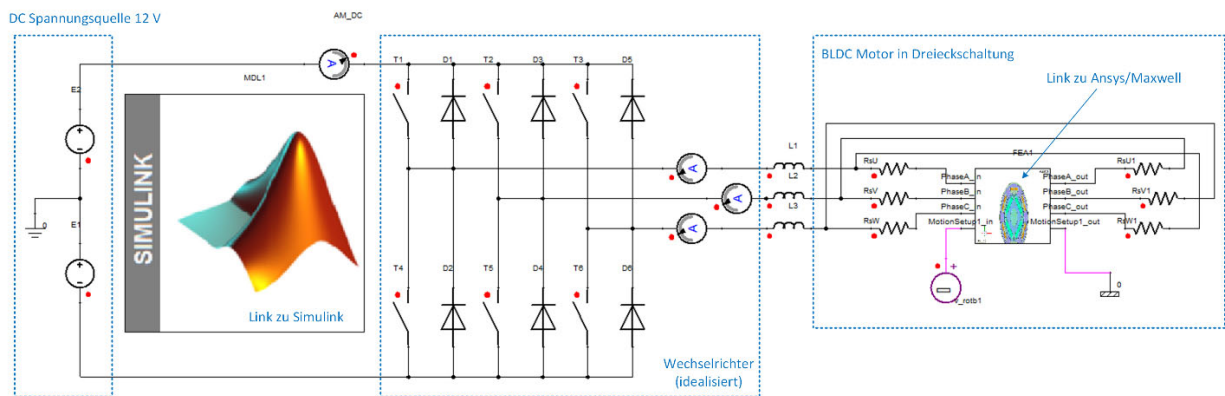 DC Spannungsquelle 12 V
AM_DC
BLDC Motor in Dreieckschaltung
Link zu Ansys/Maxwell
MDL1
A
T1
D1
T2
D3
T3
D5
E2
SIMULINK
Link zu Simulink
L1
FEA1
A
RsU
RsU1
PhaseA_in
PhaseA_out
L2
A
RsV
RsV1
PhaseB_in
PhaseB_out
L3
A
RsW
RsW1
PhaseC_in
PhaseC_out
MotionSetup1_in
MotionSetup1_out
E1
0
T4
D2
T5
D4
T6
D6
v_rotb1
0
Wechselrichter
(idealisiert)